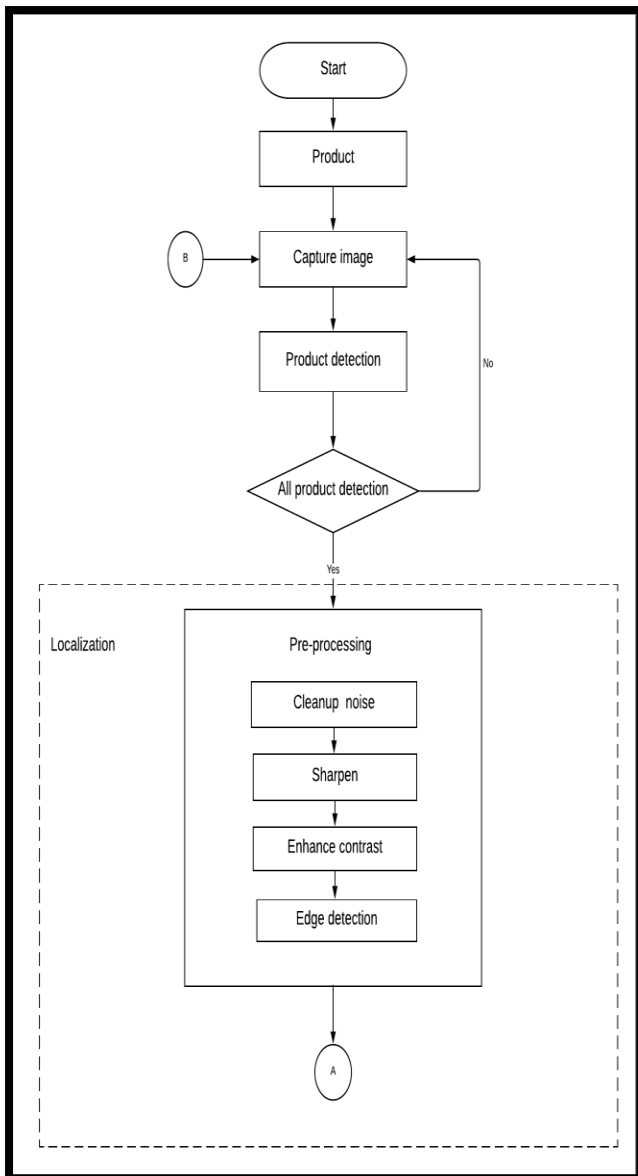 Start
Product
B
Capture image
Product detection
No
All product detection
Yes
Localization
Pre-processing
Cleanup noise
Sharpen
Enhance contrast
Edge detection
A